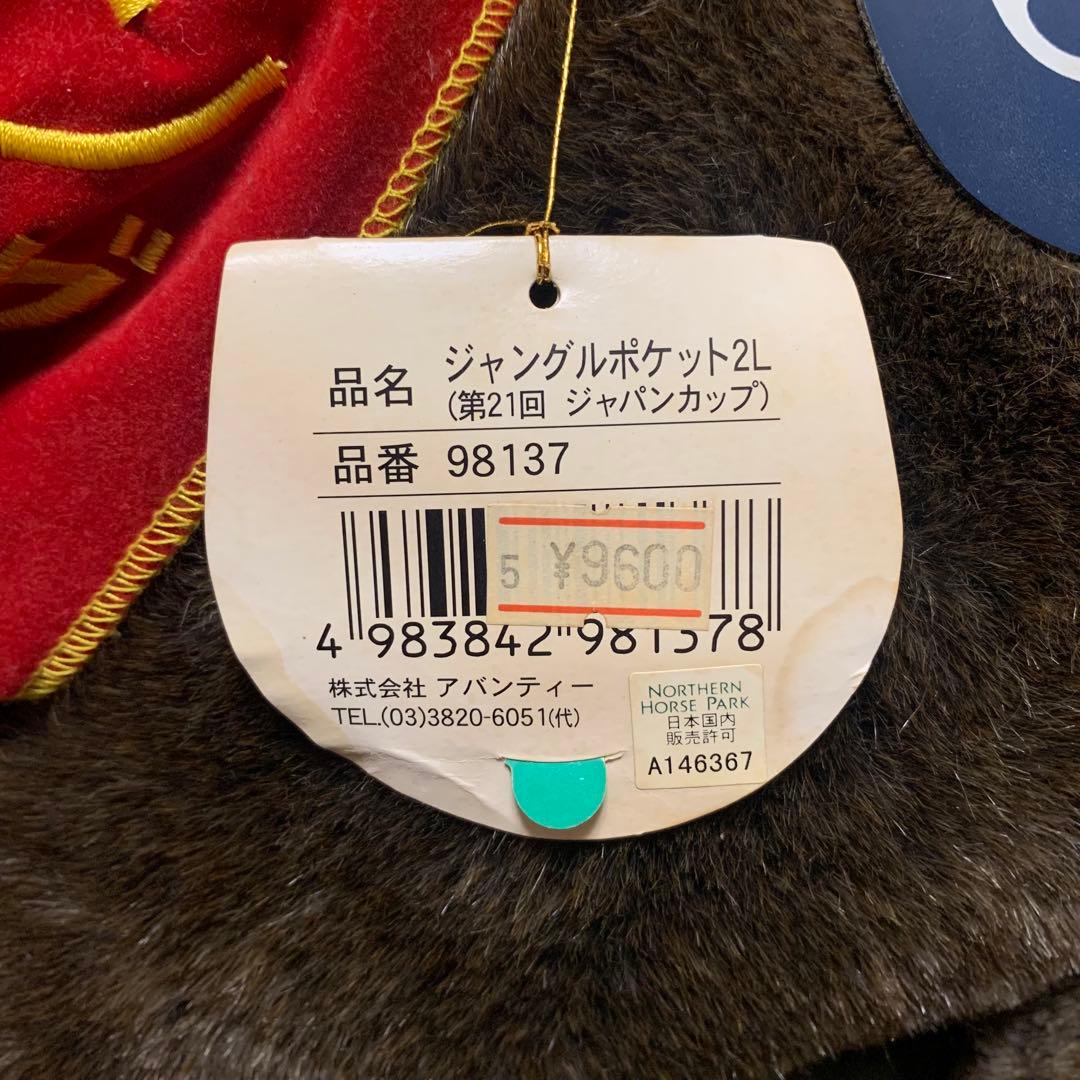 品名 ジャングルポケット2L
(第21回 ジャパンカップ)
品番 98137
5 ¥9600
4 983842 981378
株式会社 アバンティー
TEL.(03)3820-6051(代)
NORTHERN
HORSE PARK
日本国内
販売許可
A146367